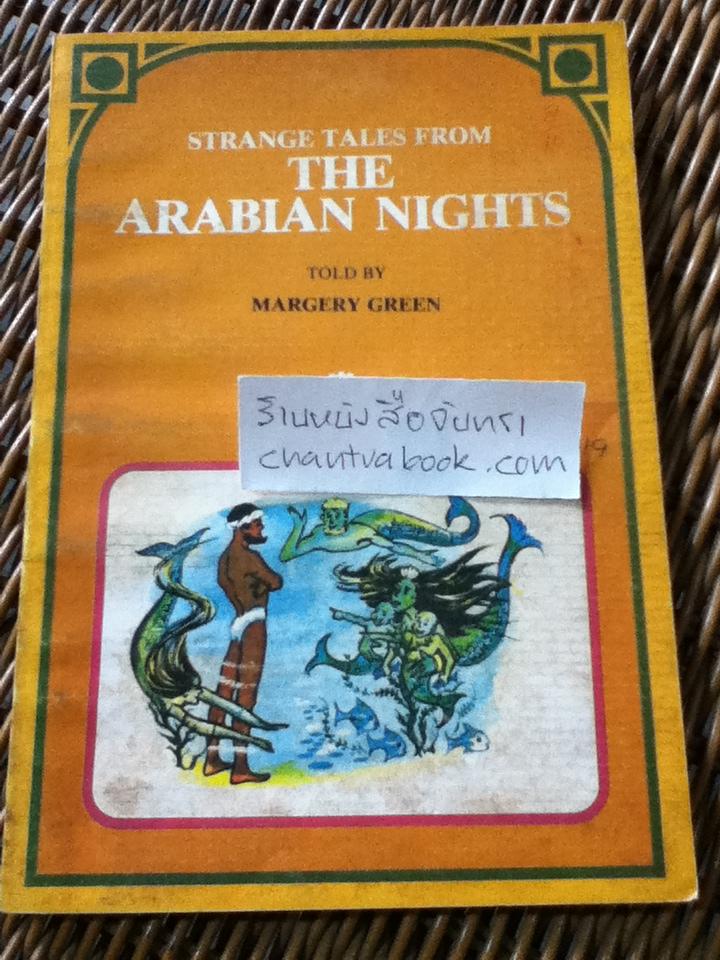 STRANGE TALES FROM
THE
ARABIAN NIGHTS
TOLD BY
MARGERY GREEN
ร้านหนังสือจันทรา
chantrabook.com